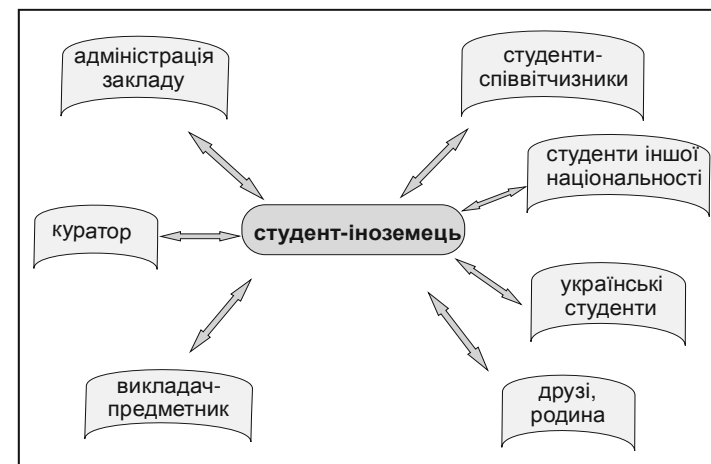 адміністрація
закладу
студенти-
співвітчизники
студенти іншої
національності
куратор
студент-іноземець
українські
студенти
викладач-
предметник
друзі,
родина